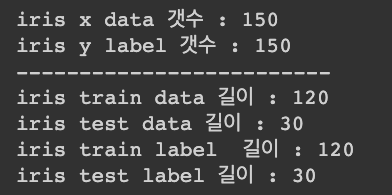 iris x data 갯수 : 150
iris y label 갯수 : 150
-------------------------
iris train data 길이 : 120
iris test data 길이 : 30
iris train label  길이 : 120
iris test label 길이 : 30